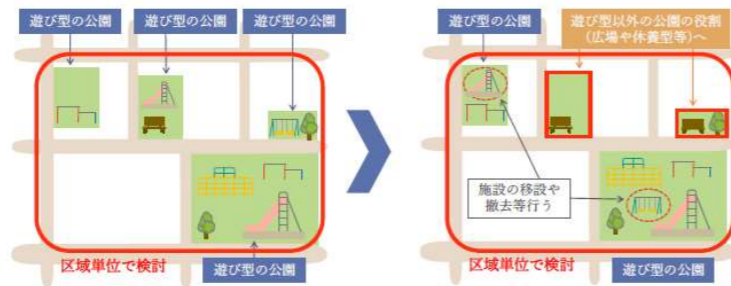 遊び型の公園
遊び型の公園
遊び型の公園
区域単位で検討
遊び型の公園
遊び型の公園
遊び型以外の公園の役割
(広場や休養型等)へ
施設の移設や
撤去等行う
区域単位で検討
遊び型の公園